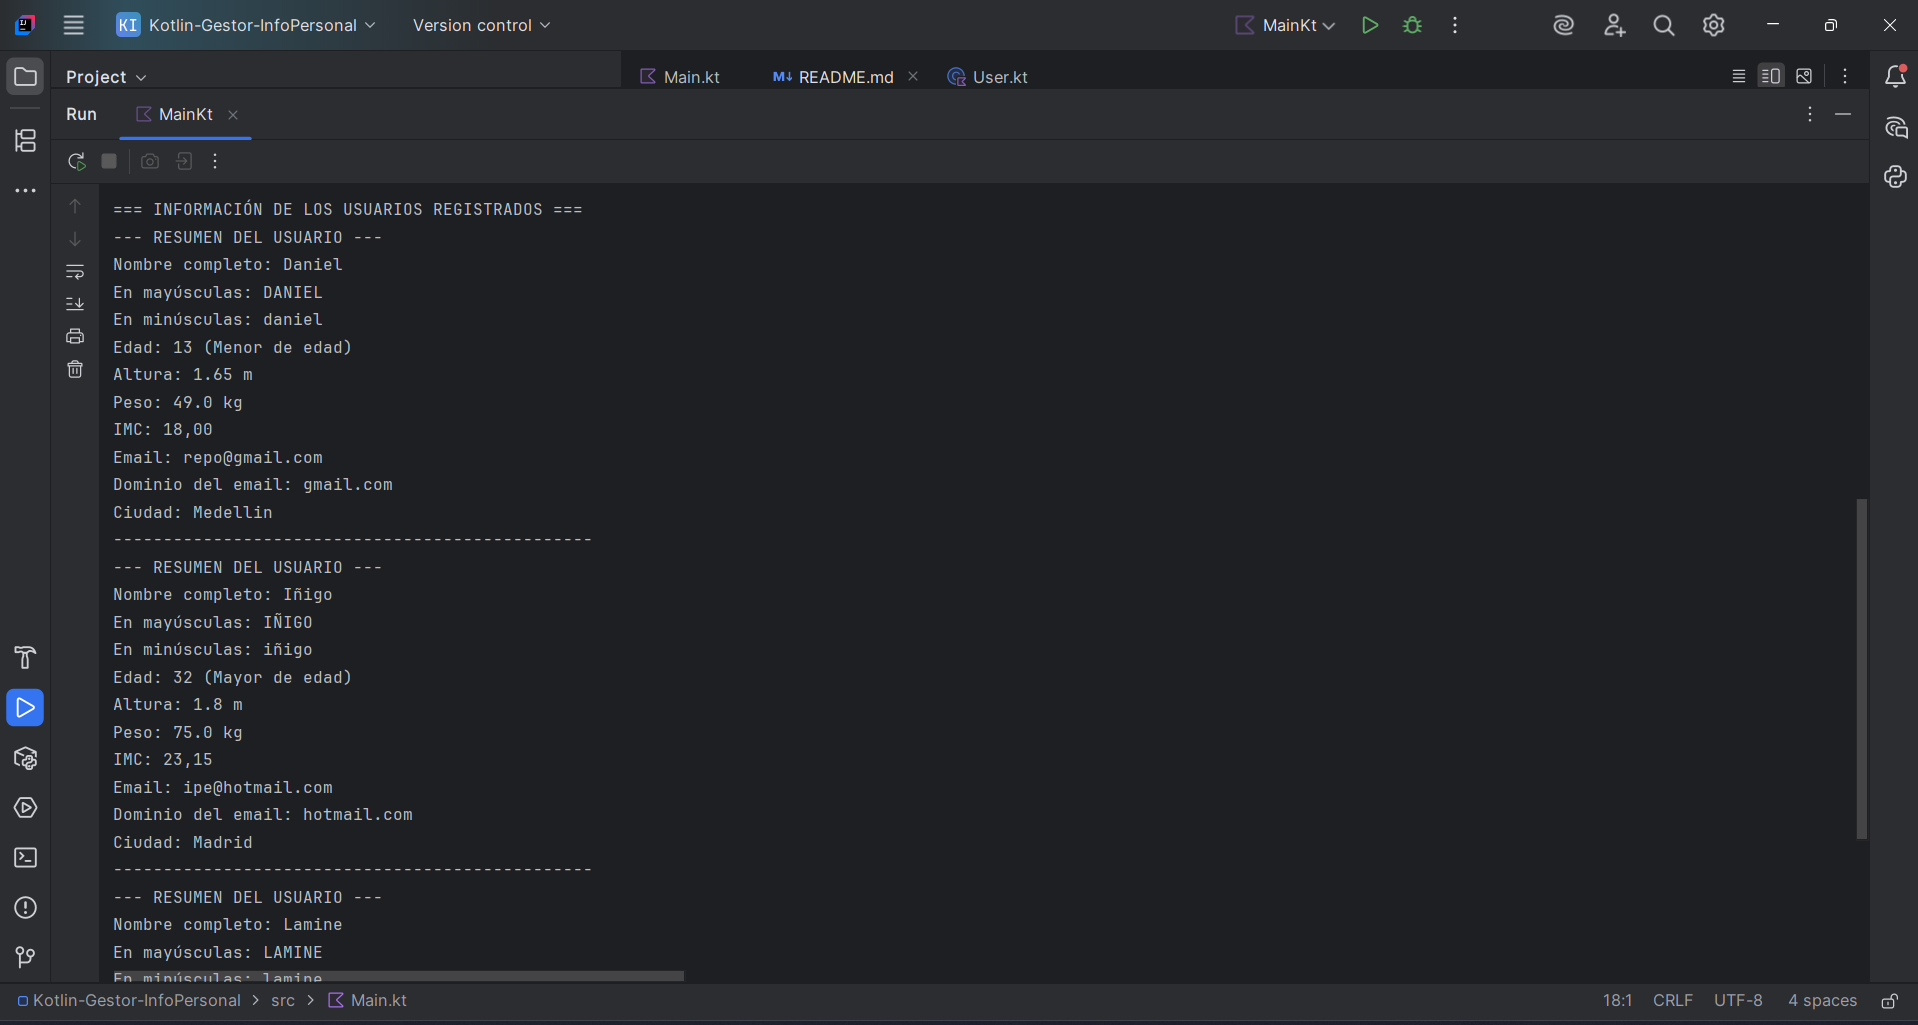 KI Kotlin-Gestor-InfoPersonal Version control MainKt
Project Main.kt M↓ README.md User.kt
Run MainKt
=== INFORMACIÓN DE LOS USUARIOS REGISTRADOS ===
--- RESUMEN DEL USUARIO ---
Nombre completo: Daniel
En mayúsculas: DANIEL
En minúsculas: daniel
Edad: 13 (Menor de edad)
Altura: 1.65 m
Peso: 49.0 kg
IMC: 18,00
Email: repo@gmail.com
Dominio del email: gmail.com
Ciudad: Medellin
------------------------------------------------
--- RESUMEN DEL USUARIO ---
Nombre completo: Iñigo
En mayúsculas: IÑIGO
En minúsculas: iñigo
Edad: 32 (Mayor de edad)
Altura: 1.8 m
Peso: 75.0 kg
IMC: 23,15
Email: ipe@hotmail.com
Dominio del email: hotmail.com
Ciudad: Madrid
------------------------------------------------
--- RESUMEN DEL USUARIO ---
Nombre completo: Lamine
En mayúsculas: LAMINE
En minúsculas: lamine
Kotlin-Gestor-InfoPersonal > src > Main.kt 18:1 CRLF UTF-8 4 spaces